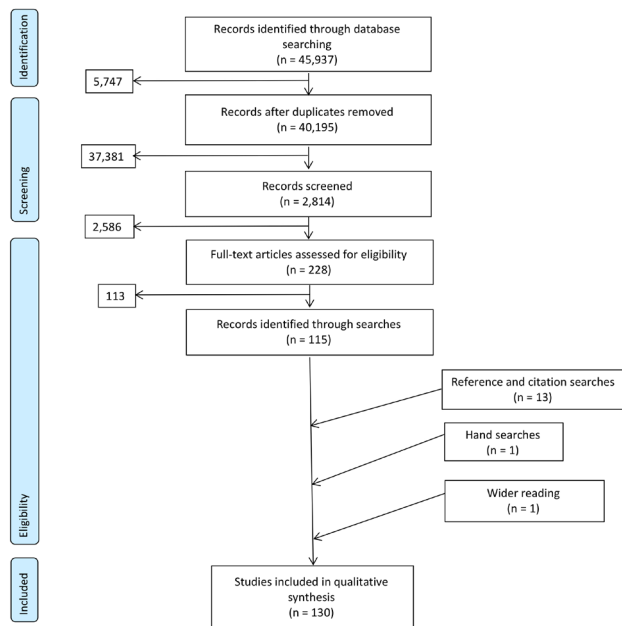 Identification
Records identified through database
searching
(n = 45,937)
5,747
Screening
Records after duplicates removed
(n = 40,195)
37,381
Records screened
(n = 2,814)
2,586
Eligibility
Full-text articles assessed for eligibility
(n = 228)
113
Records identified through searches
(n = 115)
Reference and citation searches
(n = 13)
Hand searches
(n = 1)
Wider reading
(n = 1)
Included
Studies included in qualitative
synthesis
(n = 130)